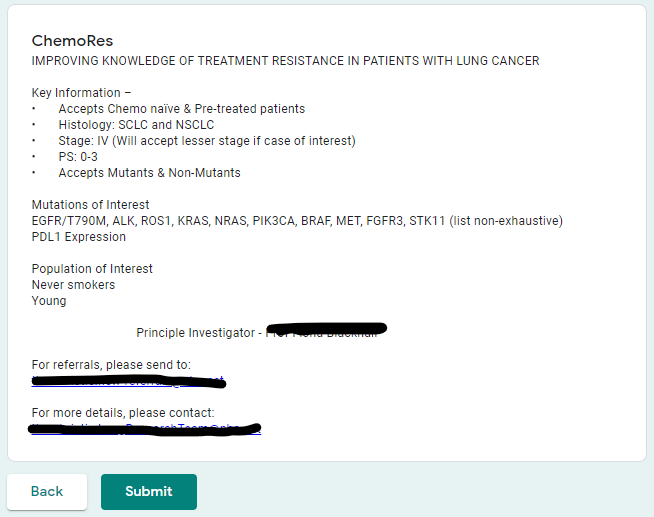 ChemoRes
IMPROVING KNOWLEDGE OF TREATMENT RESISTANCE IN PATIENTS WITH LUNG CANCER
Key Information –
• Accepts Chemo naïve & Pre-treated patients
• Histology: SCLC and NSCLC
• Stage: IV (Will accept lesser stage if case of interest)
• PS: 0-3
• Accepts Mutants & Non-Mutants
Mutations of Interest
EGFR/T790M, ALK, ROS1, KRAS, NRAS, PIK3CA, BRAF, MET, FGFR3, STK11 (list non-exhaustive)
PDL1 Expression
Population of Interest
Never smokers
Young
Principle Investigator -
For referrals, please send to:
For more details, please contact:
Back
Submit